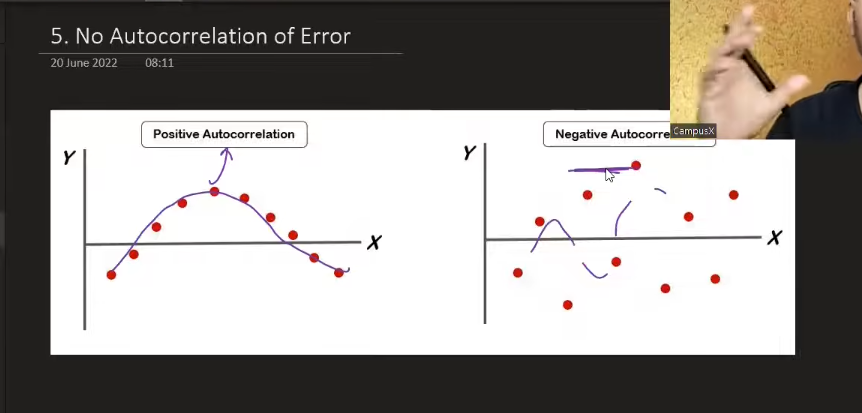 5. No Autocorrelation of Error
20 June 2022 08:11
Positive Autocorrelation
Negative Autocorre
CampusX
Y
X
Y
X